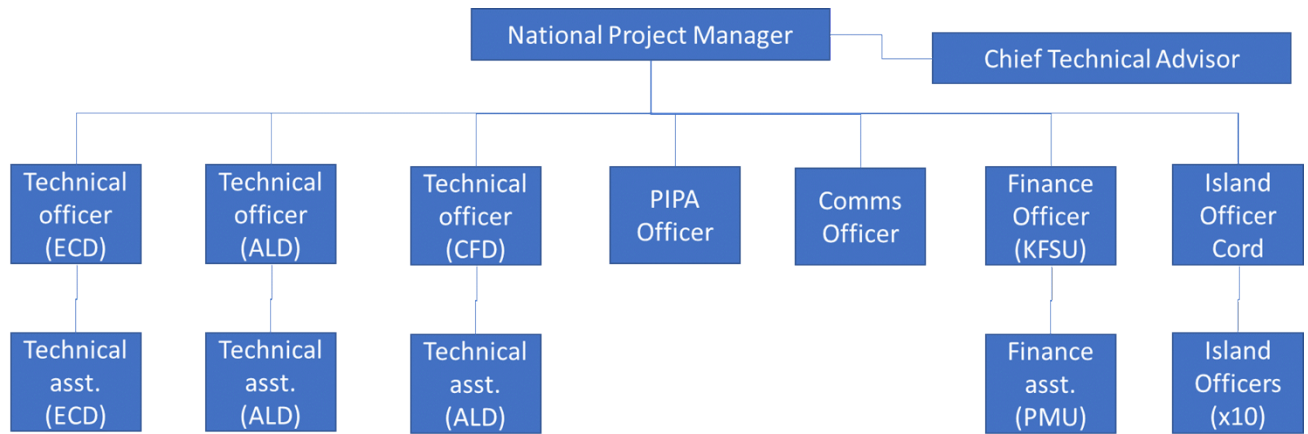 National Project Manager
Chief Technical Advisor
Technical
officer
(ECD)
Technical
officer
(ALD)
Technical
officer
(CFD)
PIPA
Officer
Comms
Officer
Finance
Officer
(KFSU)
Island
Officer
Cord
Technical
asst.
(ECD)
Technical
asst.
(ALD)
Technical
asst.
(ALD)
Finance
asst.
(PMU)
Island
Officers
(x10)